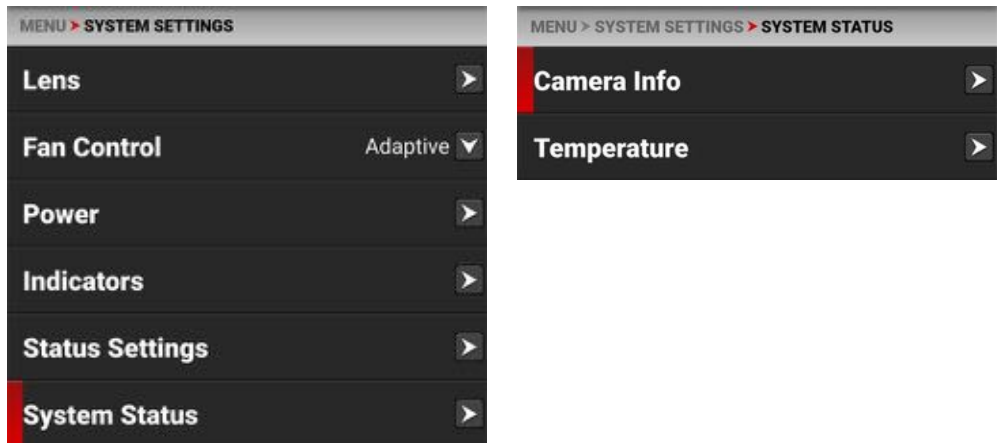 MENU > SYSTEM SETTINGS
Lens
Fan Control Adaptive
Power
Indicators
Status Settings
System Status
MENU > SYSTEM SETTINGS > SYSTEM STATUS
Camera Info
Temperature